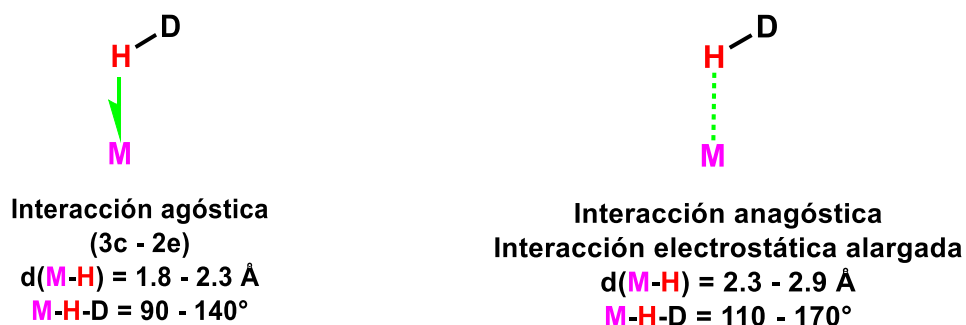 D
H
M
Interacción agóstica
(3c - 2e)
d(M-H) = 1.8 - 2.3 Å
M-H-D = 90 - 140°
D
H
M
Interacción anagóstica
Interacción electrostática alargada
d(M-H) = 2.3 - 2.9 Å
M-H-D = 110 - 170°